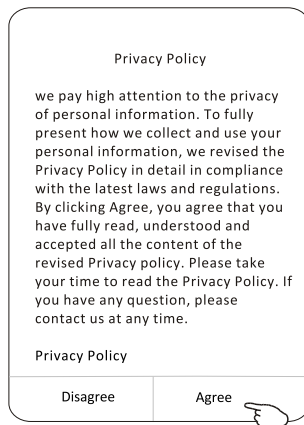 Privacy Policy
we pay high attention to the privacy
of personal information. To fully
present how we collect and use your
personal information, we revised the
Privacy Policy in detail in compliance
with the latest laws and regulations.
By clicking Agree, you agree that you
have fully read, understood and
accepted all the content of the
revised Privacy policy. Please take
your time to read the Privacy Policy. If
you have any question, please
contact us at any time.
Privacy Policy
Disagree Agree